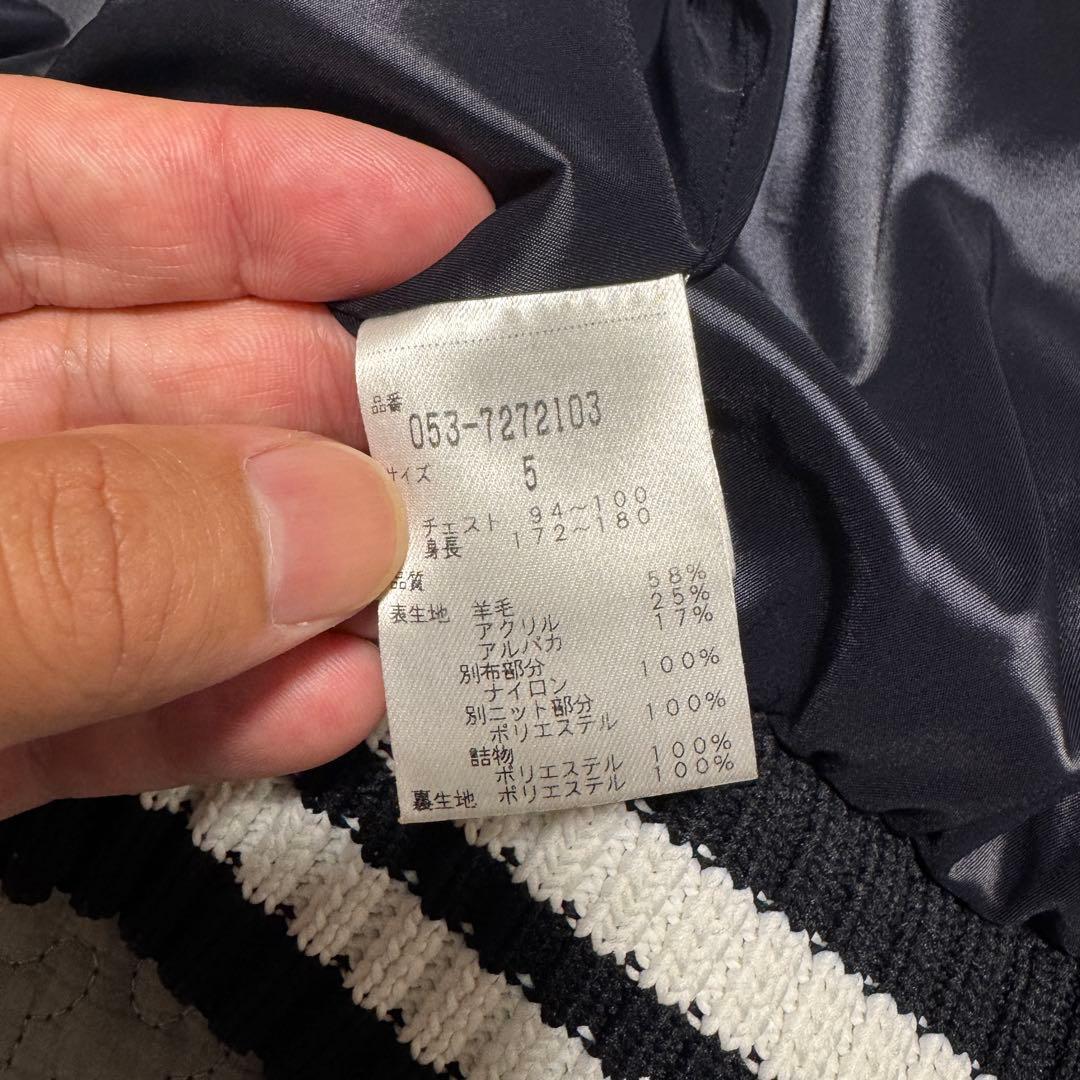 品番
053-7272103
サイズ 5
チェスト 94～100
身長 172～180
品質
表生地 羊毛 58%
アクリル 25%
アルパカ 17%
別布部分
ナイロン 100%
別ニット部分
ポリエステル 100%
詰物
ポリエステル 100%
裏生地 ポリエステル 100%